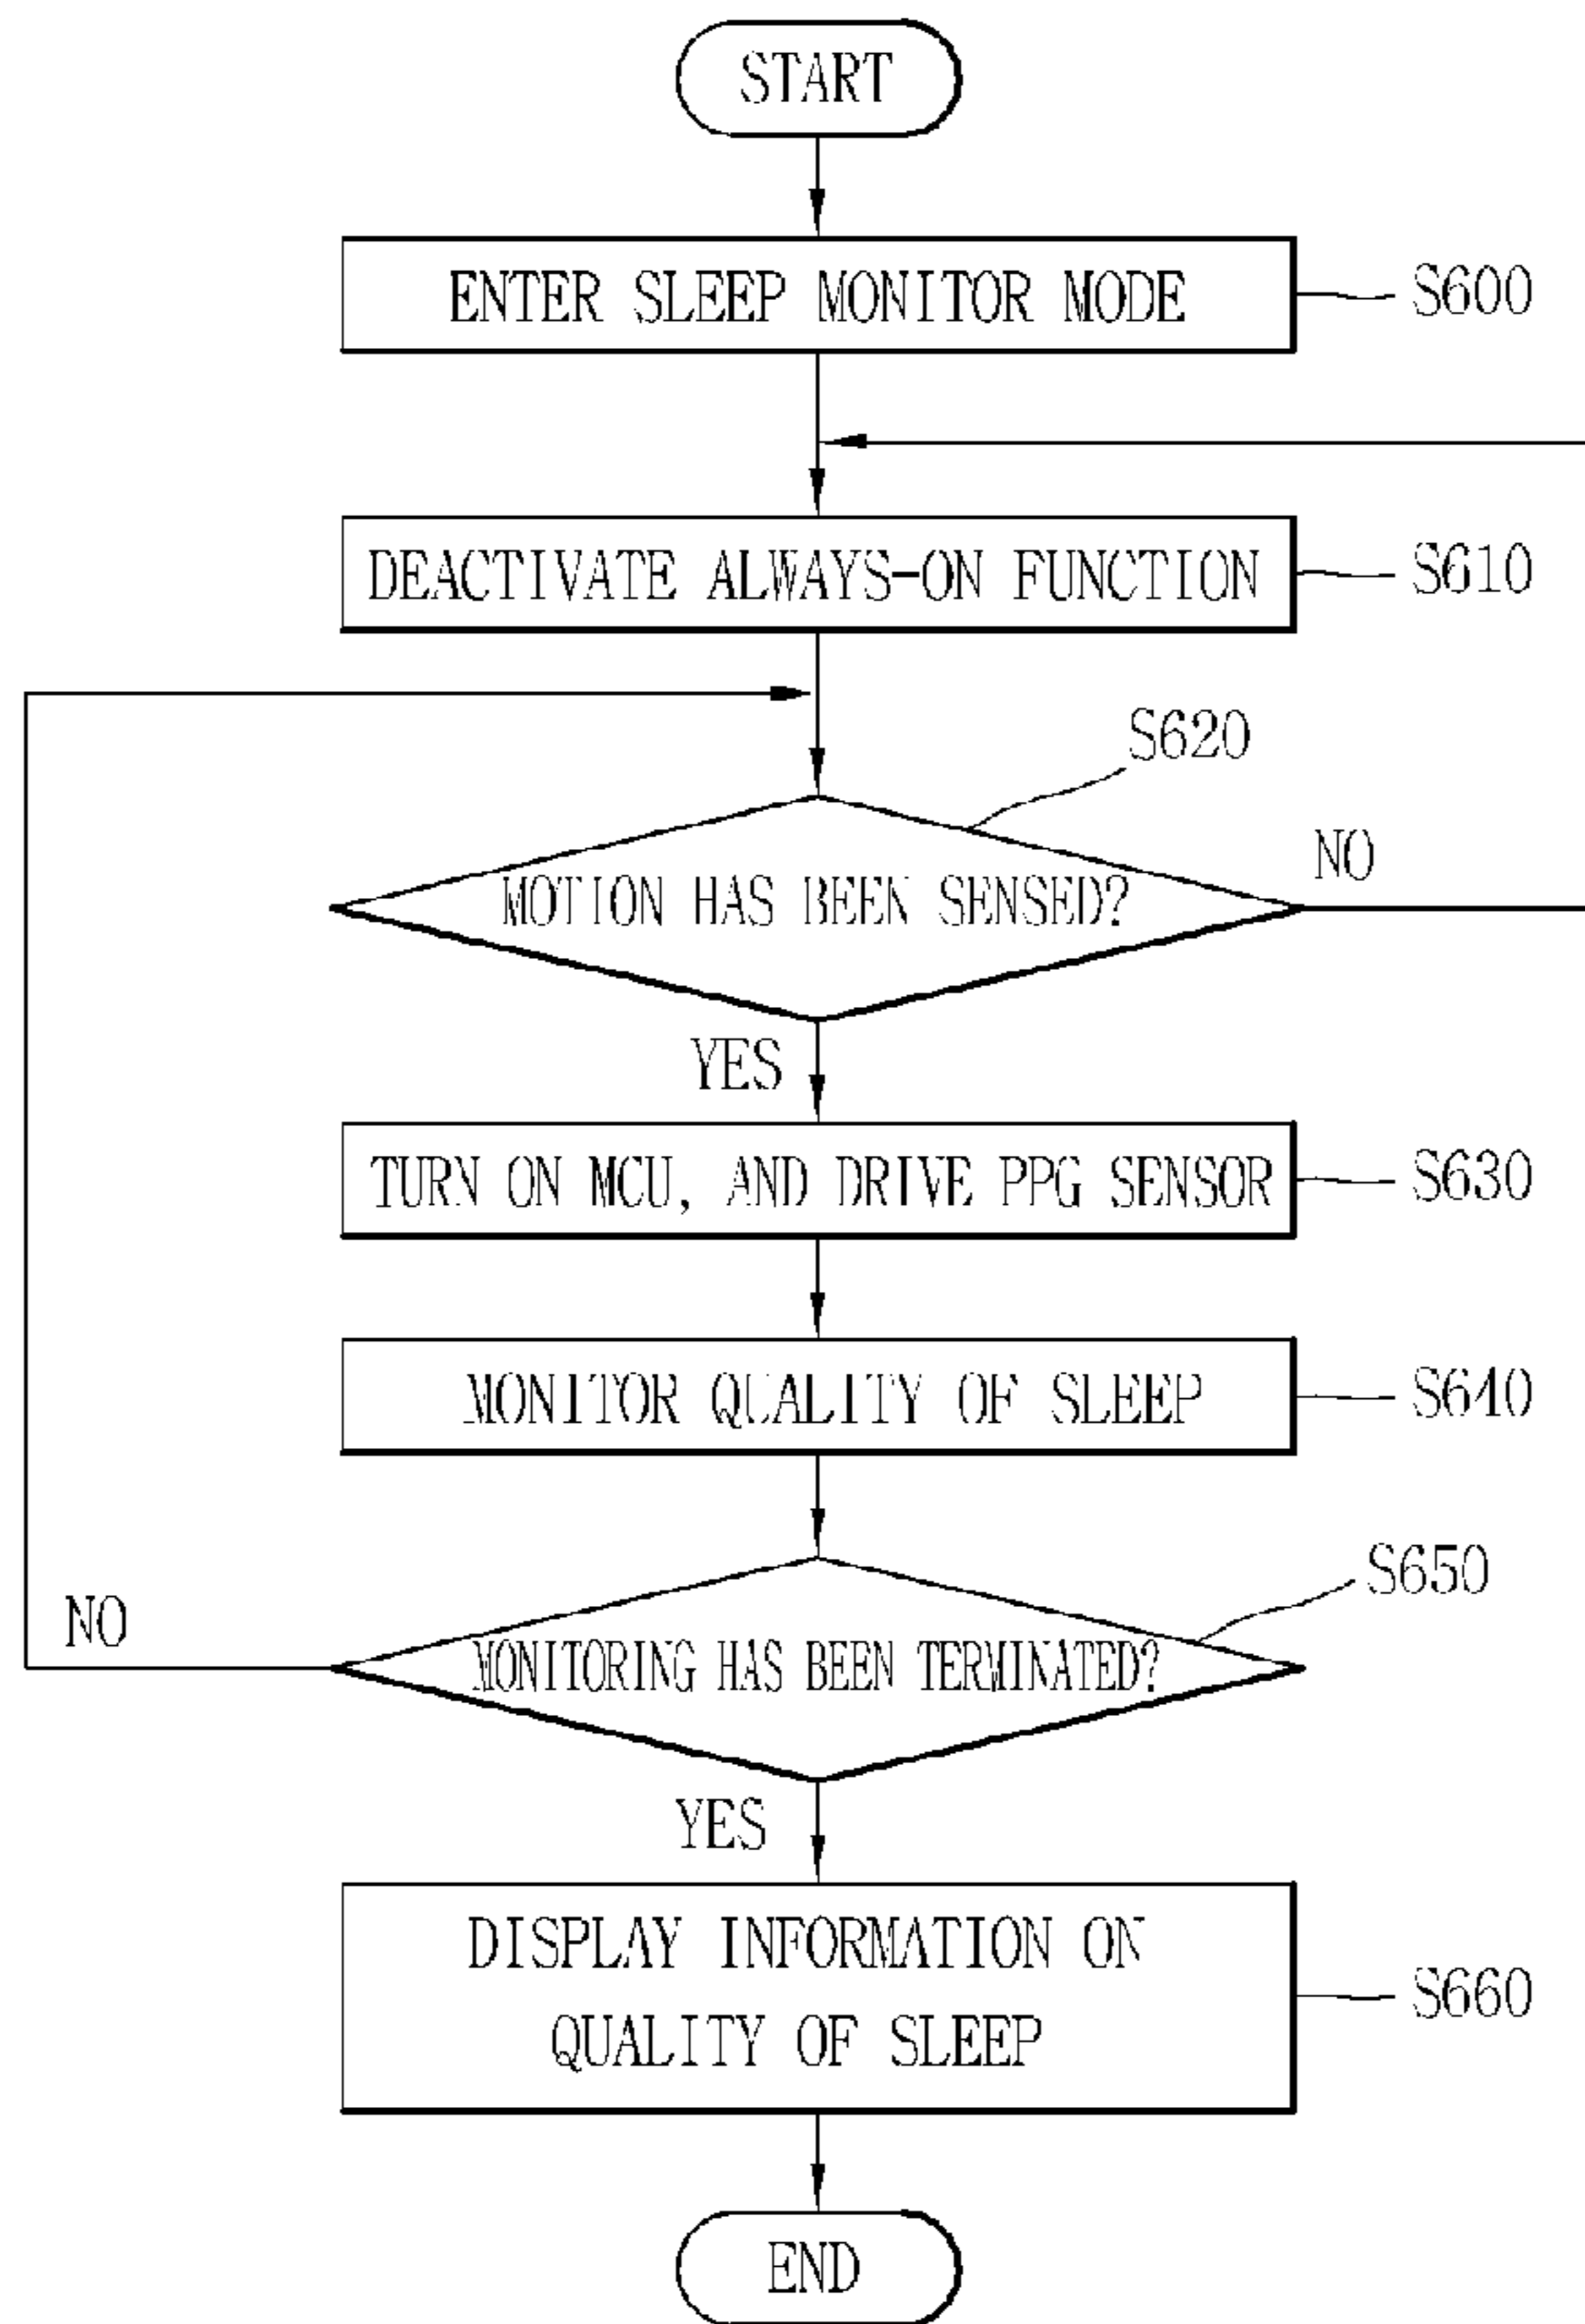 START
ENTER SLEEP MONITOR MODE
S600
DEACTIVATE ALWAYS-ON FUNCTION
S610
S620
MOTION HAS BEEN SENSED?
NO
YES
TURN ON MCU, AND DRIVE PPG SENSOR
S630
MONITOR QUALITY OF SLEEP
S640
S650
NO
MONITORING HAS BEEN TERMINATED?
YES
DISPLAY INFORMATION ON
QUALITY OF SLEEP
S660
END